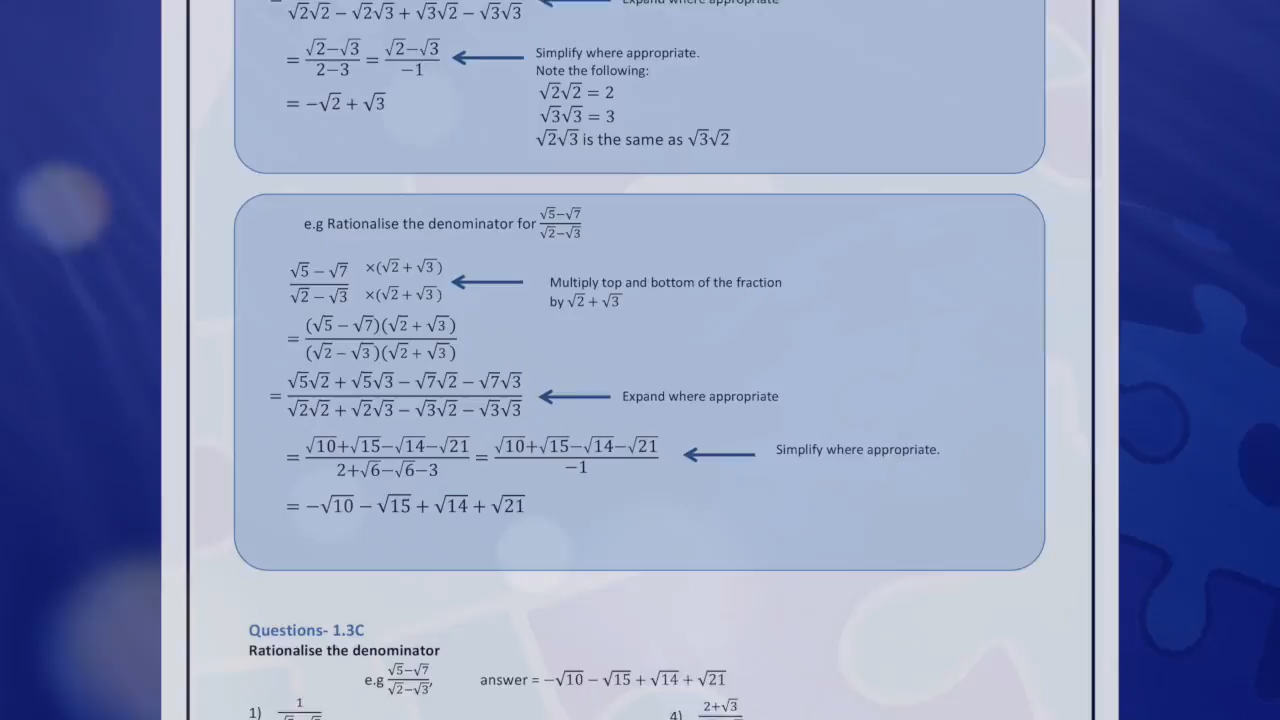 = √2√2 − √2√3 + √3√2 − √3√3 Expand where appropriate
= (√2−√3)/(2−3) = (√2−√3)/(−1) Simplify where appropriate.
Note the following:
√2√2 = 2
= −√2 + √3
√3√3 = 3
√2√3 is the same as √3√2
e.g Rationalise the denominator for (√5−√7)/(√2−√3)
√5 − √7 ×(√2 + √3)
√2 − √3 ×(√2 + √3)
Multiply top and bottom of the fraction
by √2 + √3
= (√5 − √7)(√2 + √3)
(√2 − √3)(√2 + √3)
= √5√2 + √5√3 − √7√2 − √7√3
√2√2 + √2√3 − √3√2 − √3√3
Expand where appropriate
= (√10+√15−√14−√21)/(2+√6−√6−3) = (√10+√15−√14−√21)/(−1) Simplify where appropriate.
= −√10 − √15 + √14 + √21
Questions- 1.3C
Rationalise the denominator
e.g (√5−√7)/(√2−√3), answer = −√10 − √15 + √14 + √21
1) 1 4) 2+√3